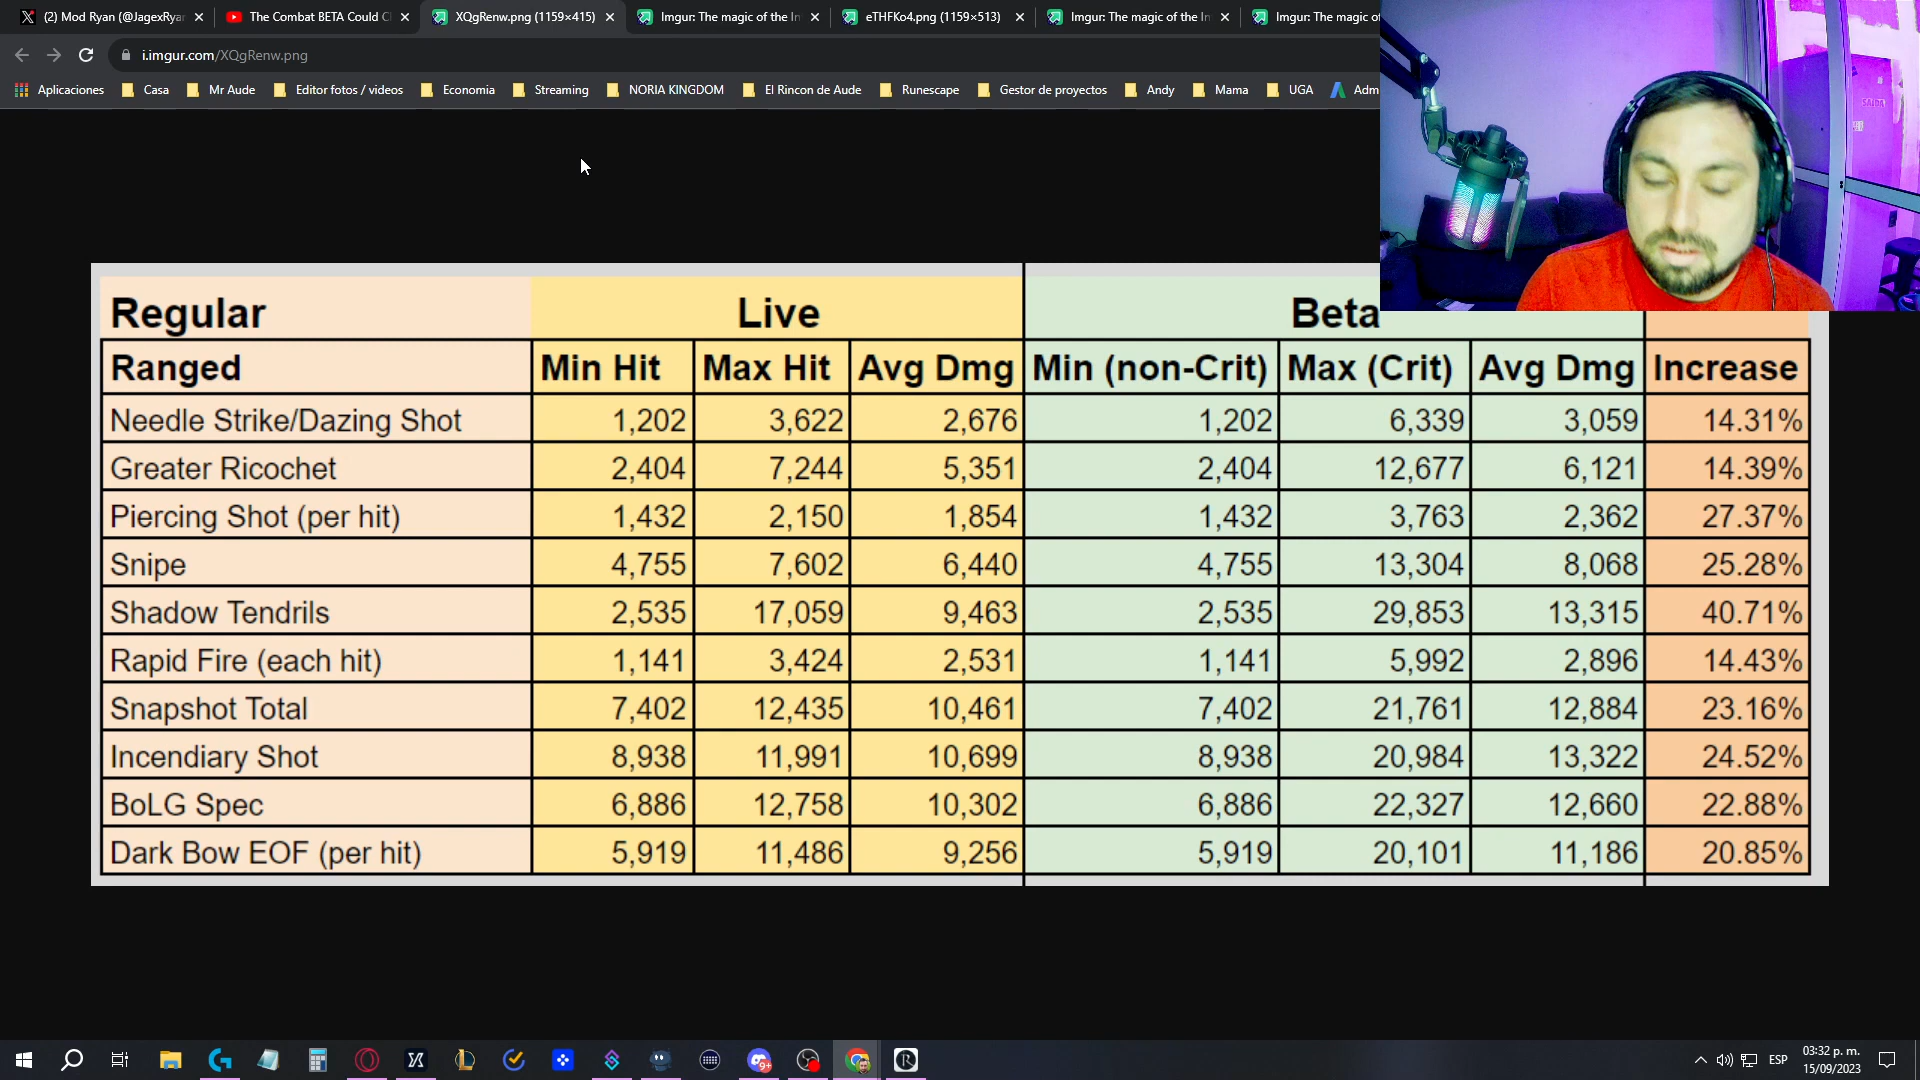 (2) Mod Ryan (@JagexRya
The Combat BETA Could C
XQgRenw.png (1159×415)
Imgur: The magic of the In
eTHFKo4.png (1159×513)
Imgur: The magic of the In
Imgur: The magic of
i.imgur.com/XQgRenw.png
Aplicaciones Casa Mr Aude Editor fotos / videos Economia Streaming NORIA KINGDOM El Rincon de Aude Runescape Gestor de proyectos Andy Mama UGA Adm
Regular Live Beta
Ranged Min Hit Max Hit Avg Dmg Min (non-Crit) Max (Crit) Avg Dmg Increase
Needle Strike/Dazing Shot 1,202 3,622 2,676 1,202 6,339 3,059 14.31%
Greater Ricochet 2,404 7,244 5,351 2,404 12,677 6,121 14.39%
Piercing Shot (per hit) 1,432 2,150 1,854 1,432 3,763 2,362 27.37%
Snipe 4,755 7,602 6,440 4,755 13,304 8,068 25.28%
Shadow Tendrils 2,535 17,059 9,463 2,535 29,853 13,315 40.71%
Rapid Fire (each hit) 1,141 3,424 2,531 1,141 5,992 2,896 14.43%
Snapshot Total 7,402 12,435 10,461 7,402 21,761 12,884 23.16%
Incendiary Shot 8,938 11,991 10,699 8,938 20,984 13,322 24.52%
BoLG Spec 6,886 12,758 10,302 6,886 22,327 12,660 22.88%
Dark Bow EOF (per hit) 5,919 11,486 9,256 5,919 20,101 11,186 20.85%
9+
ESP
03:32 p. m.
15/09/2023